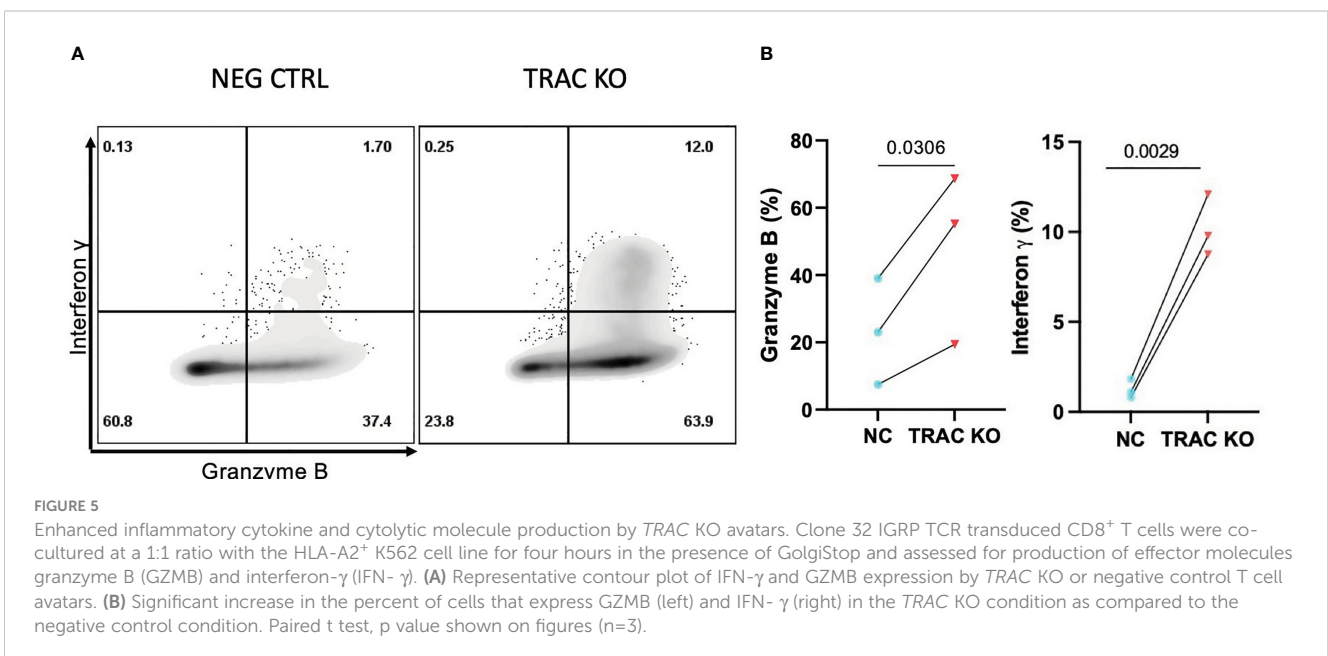 A
B
NEG CTRL
TRAC KO
0.13
1.70
0.25
12.0
60.8
37.4
23.8
63.9
Interferon γ
Granzyme B
Granzyme B (%)
80
60
40
20
0
0.0306
NC TRAC KO
Interferon γ (%)
15
10
5
0
0.0029
NC TRAC KO
FIGURE 5
Enhanced inflammatory cytokine and cytolytic molecule production by TRAC KO avatars. Clone 32 IGRP TCR transduced CD8⁺ T cells were co-
cultured at a 1:1 ratio with the HLA-A2⁺ K562 cell line for four hours in the presence of GolgiStop and assessed for production of effector molecules
granzyme B (GZMB) and interferon-γ (IFN- γ). (A) Representative contour plot of IFN-γ and GZMB expression by TRAC KO or negative control T cell
avatars. (B) Significant increase in the percent of cells that express GZMB (left) and IFN- γ (right) in the TRAC KO condition as compared to the
negative control condition. Paired t test, p value shown on figures (n=3).